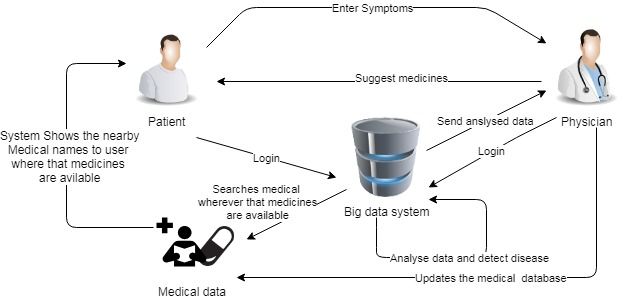 Enter Symptoms
Suggest medicines
Patient
Physician
Send anslysed data
System Shows the nearby
Medical names to user
where that medicines
are avilable
Login
Login
Searches medical
wherever that medicines
are available
Big data system
Analyse data and detect disease
Updates the medical database
Medical data